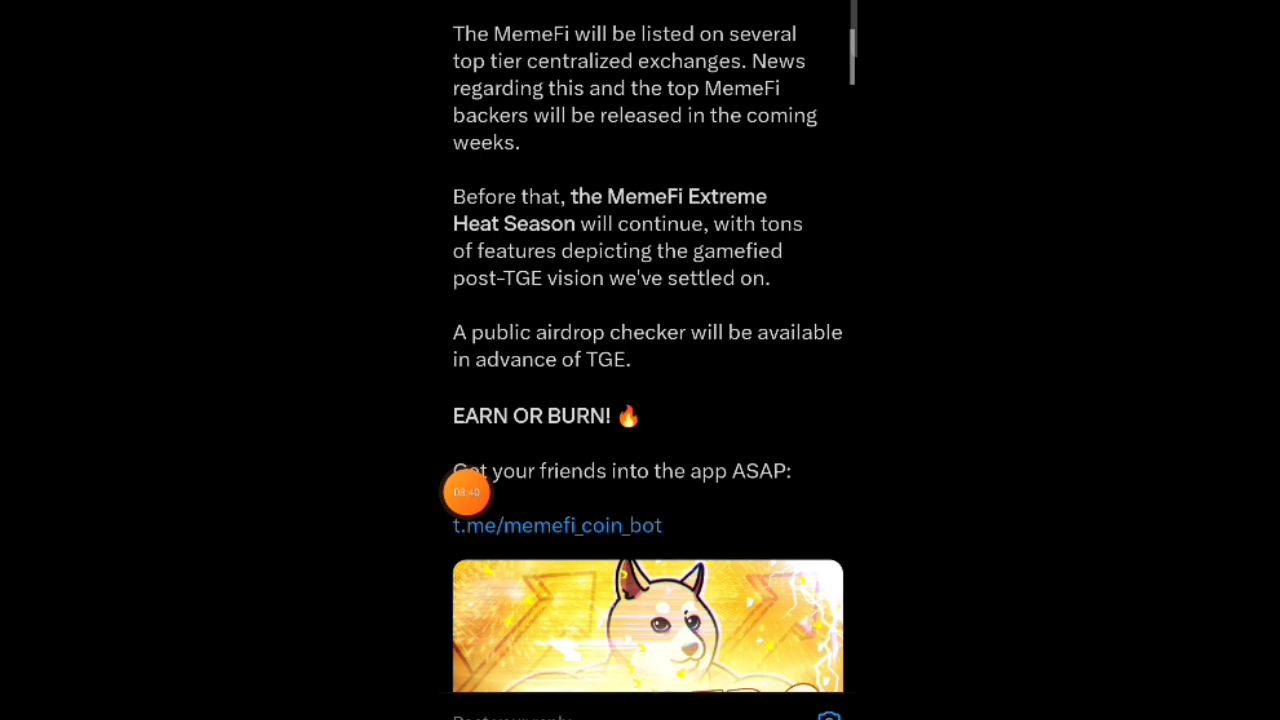 The MemeFi will be listed on several
top tier centralized exchanges. News
regarding this and the top MemeFi
backers will be released in the coming
weeks.
Before that, the MemeFi Extreme
Heat Season will continue, with tons
of features depicting the gamefied
post-TGE vision we've settled on.
A public airdrop checker will be available
in advance of TGE.
EARN OR BURN! 🔥
Get your friends into the app ASAP:
08:40
t.me/memefi_coin_bot